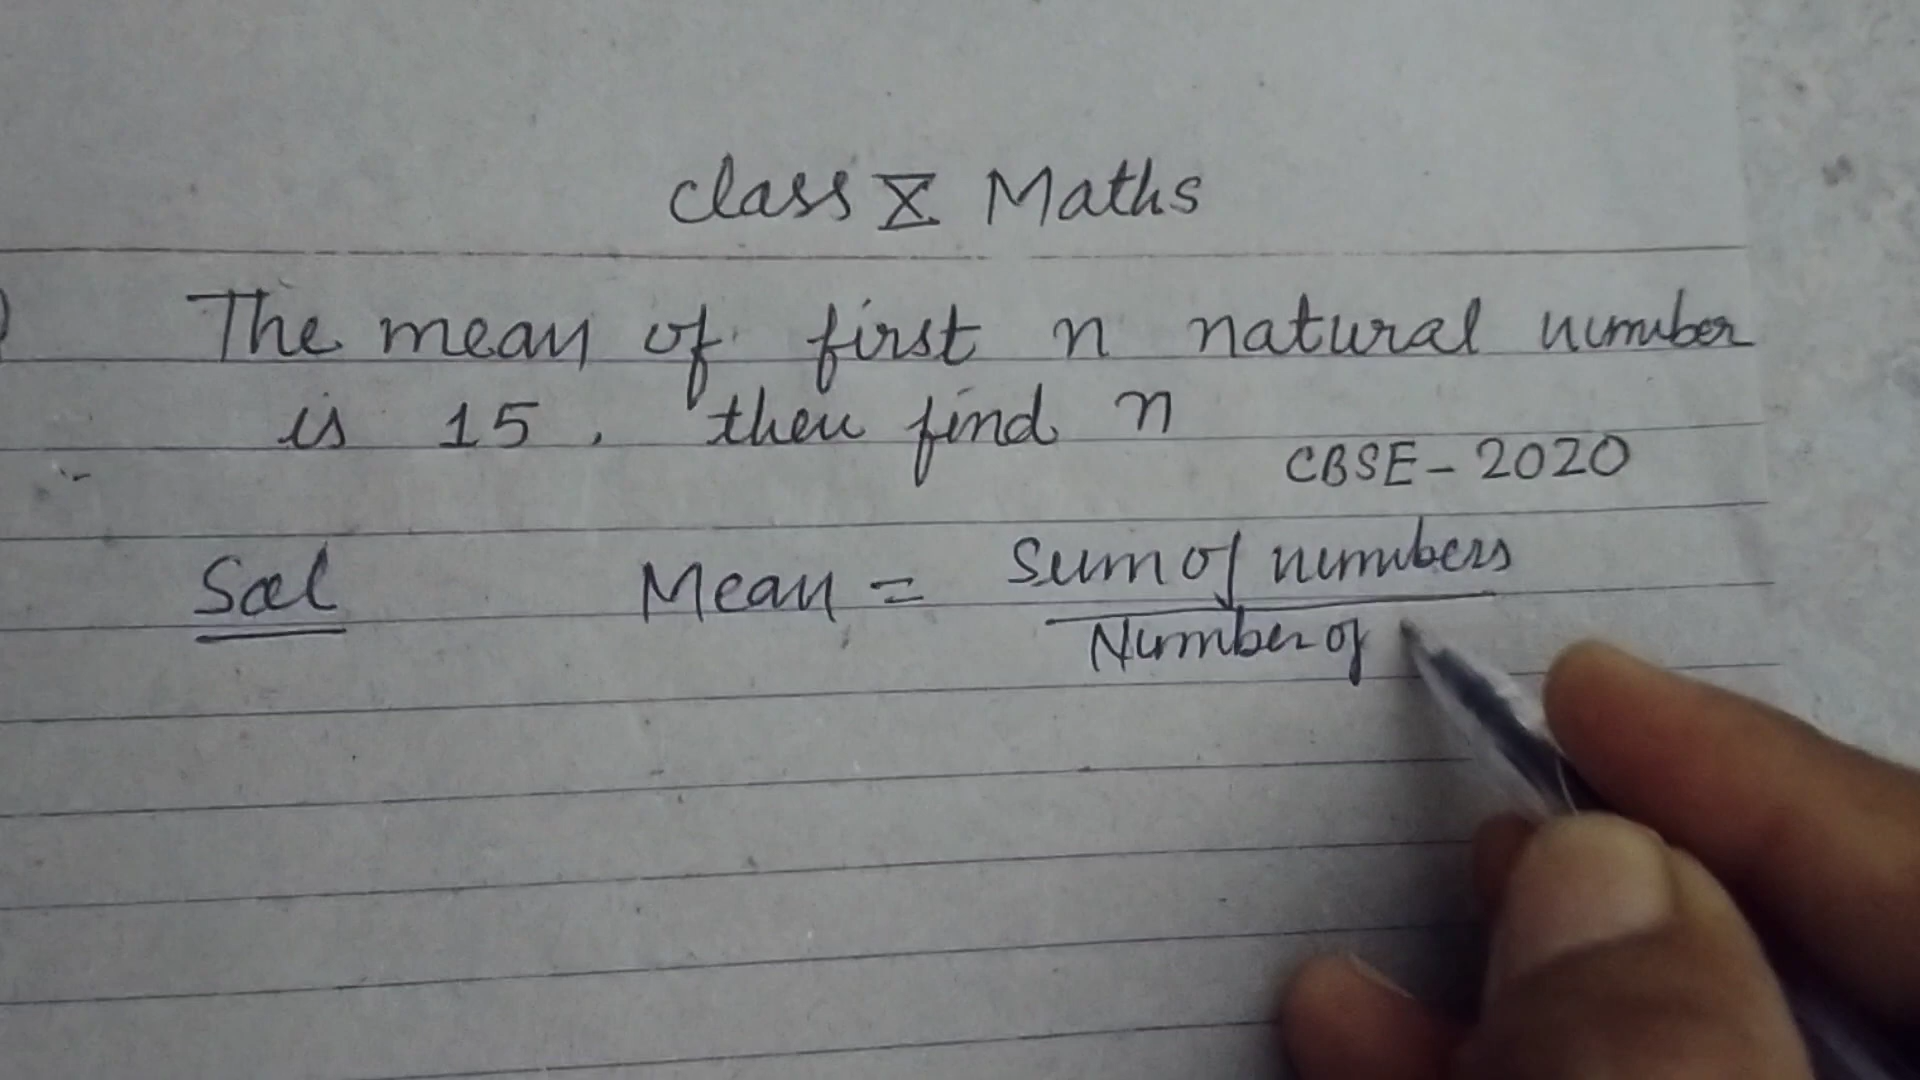 Class X Maths
The mean of first n natural number
is 15. then find n
CBSE - 2020
Sol Mean = Sum of numbers
Number of